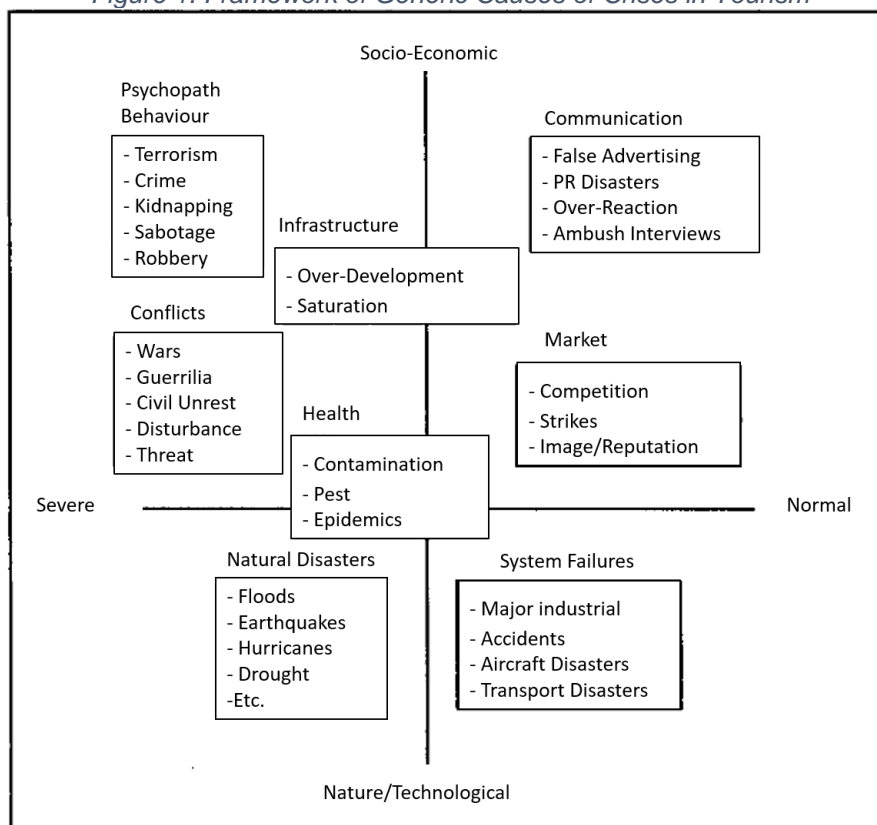 Figure 1: Framework of Generic Causes of Crises in Tourism
Socio-Economic
Psychopath
Behaviour
- Terrorism
- Crime
- Kidnapping
- Sabotage
- Robbery
Communication
- False Advertising
- PR Disasters
- Over-Reaction
- Ambush Interviews
Infrastructure
- Over-Development
- Saturation
Conflicts
- Wars
- Guerrilia
- Civil Unrest
- Disturbance
- Threat
Market
- Competition
- Strikes
- Image/Reputation
Health
- Contamination
- Pest
- Epidemics
Severe
Normal
Natural Disasters
- Floods
- Earthquakes
- Hurricanes
- Drought
-Etc.
System Failures
- Major industrial
- Accidents
- Aircraft Disasters
- Transport Disasters
Nature/Technological